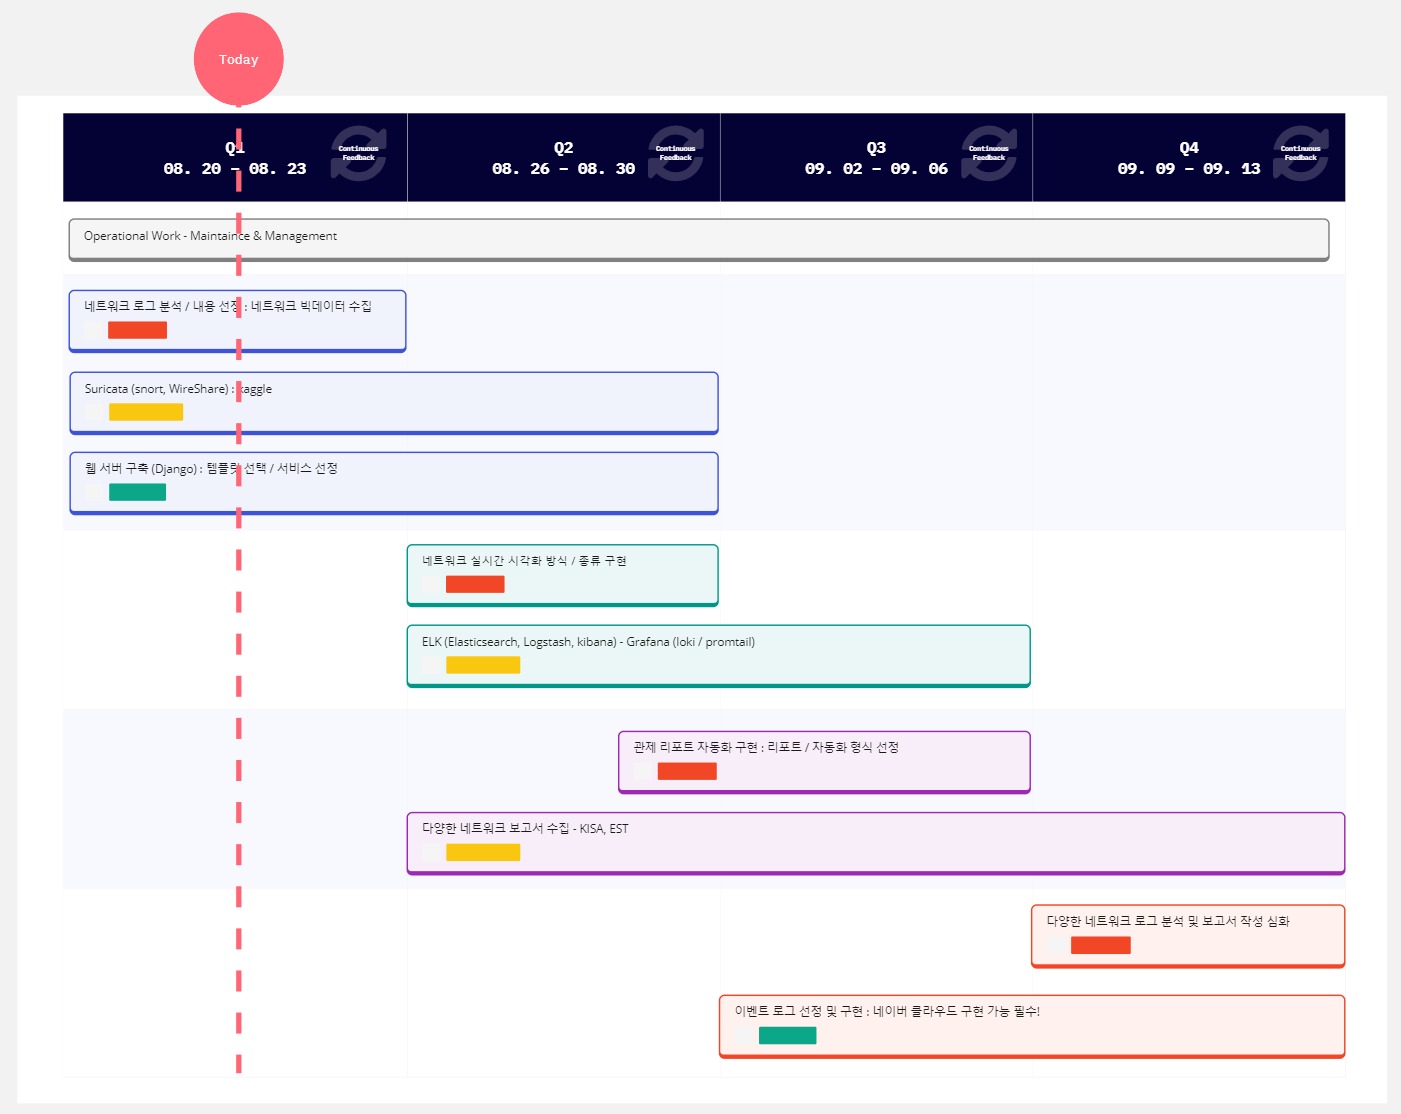 Today
Q1
08. 20 - 08. 23
Continuous
Feedback
Q2
08. 26 - 08. 30
Continuous
Feedback
Q3
09. 02 - 09. 06
Continuous
Feedback
Q4
09. 09 - 09. 13
Continuous
Feedback
Operational Work - Maintaince & Management
네트워크 로그 분석 / 내용 선정 : 네트워크 빅데이터 수집
Suricata (snort, WireShare) : kaggle
웹 서버 구축 (Django) : 템플릿 선택 / 서비스 선정
네트워크 실시간 시각화 방식 / 종류 구현
ELK (Elasticsearch, Logstash, kibana) - Grafana (loki / promtail)
관제 리포트 자동화 구현 : 리포트 / 자동화 형식 선정
다양한 네트워크 보고서 수집 - KISA, EST
다양한 네트워크 로그 분석 및 보고서 작성 심화
이벤트 로그 선정 및 구현 : 네이버 클라우드 구현 가능 필수!